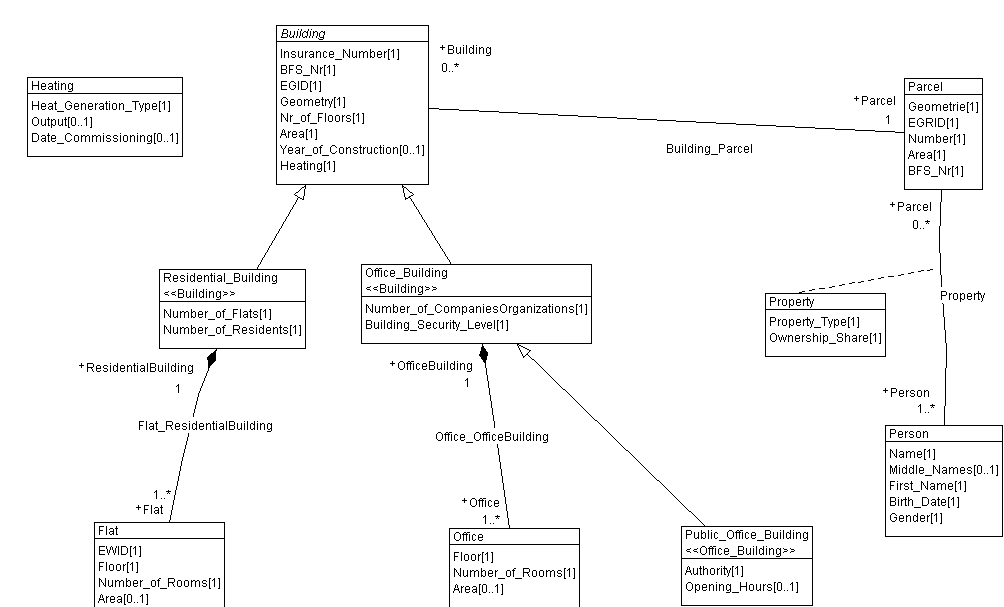 Building
Insurance_Number[1]
BFS_Nr[1]
EGID[1]
Geometry[1]
Nr_of_Floors[1]
Area[1]
Year_of_Construction[0..1]
Heating[1]
+Building
0..*
Heating
Heat_Generation_Type[1]
Output[0..1]
Date_Commissioning[0..1]
Parcel
Geometrie[1]
EGRID[1]
Number[1]
Area[1]
BFS_Nr[1]
+Parcel
1
Building_Parcel
+Parcel
0..*
Residential_Building
<<Building>>
Number_of_Flats[1]
Number_of_Residents[1]
Office_Building
<<Building>>
Number_of_CompaniesOrganizations[1]
Building_Security_Level[1]
Property
Property_Type[1]
Ownership_Share[1]
Property
+ResidentialBuilding
1
+OfficeBuilding
1
+Person
1..*
Flat_ResidentialBuilding
Office_OfficeBuilding
Person
Name[1]
Middle_Names[0..1]
First_Name[1]
Birth_Date[1]
Gender[1]
1..*
+Flat
+Office
1..*
Flat
EWID[1]
Floor[1]
Number_of_Rooms[1]
Area[0..1]
Office
Floor[1]
Number_of_Rooms[1]
Area[0..1]
Public_Office_Building
<<Office_Building>>
Authority[1]
Opening_Hours[0..1]